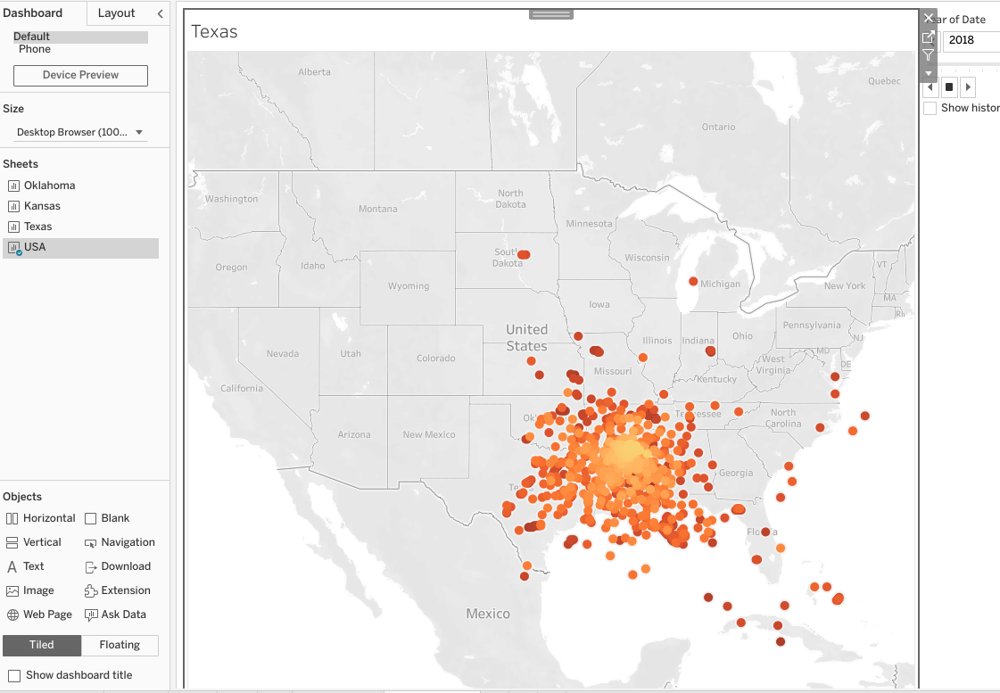 Dashboard
Layout
Default
Phone
Device Preview
Size
Desktop Browser (100...
Sheets
Oklahoma
Kansas
Texas
USA
Objects
Horizontal
Blank
Vertical
Navigation
A Text
Download
Image
Extension
Web Page
Ask Data
Tiled
Floating
Show dashboard title
Texas
Alberta
Quebec
Ontario
Washington
Montana
North
Dakota
Minnesota
Oregon
Idaho
Wyoming
South
Dakota
Wisconsin
Michigan
New York
VT
MA
RI
Iowa
Pennsylvania
NJ
Nevada
Utah
Colorado
United
States
Illinois
Indiana
Ohio
MD
DE
West
Virginia
Missouri
Kentucky
California
Arizona
New Mexico
Tennessee
North
Carolina
Georgia
Mexico
ar of Date
2018
Show histor